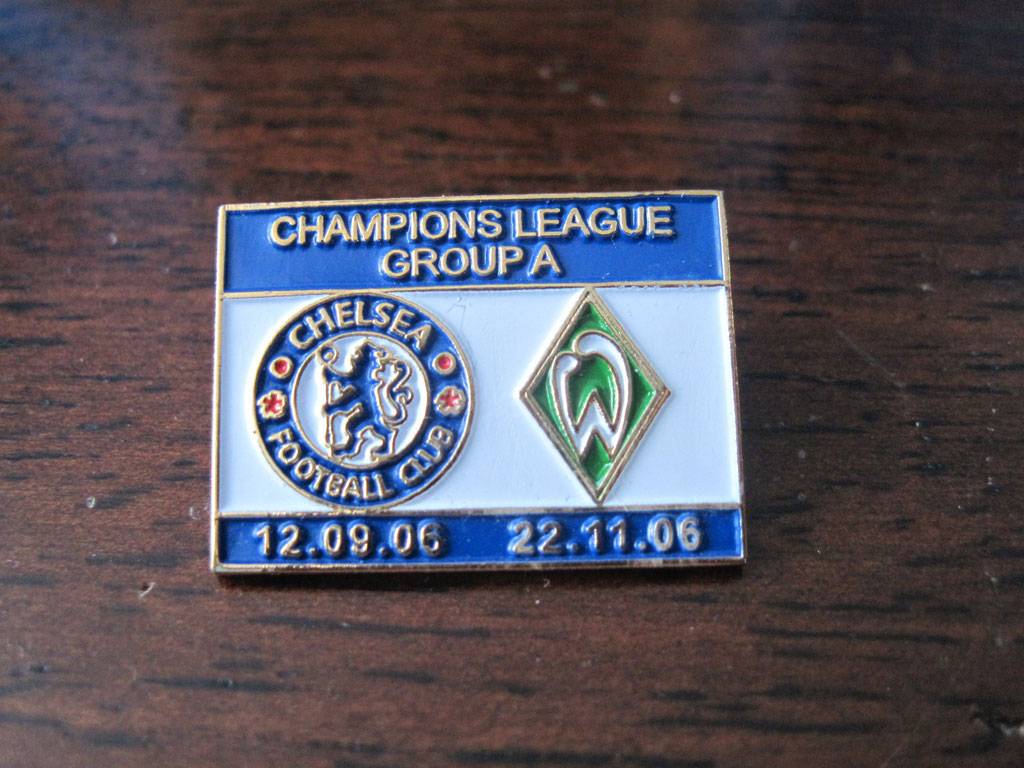 CHAMPIONS LEAGUE
GROUP A
CHELSEA
FOOTBALL CLUB
W
12.09.06 22.11.06